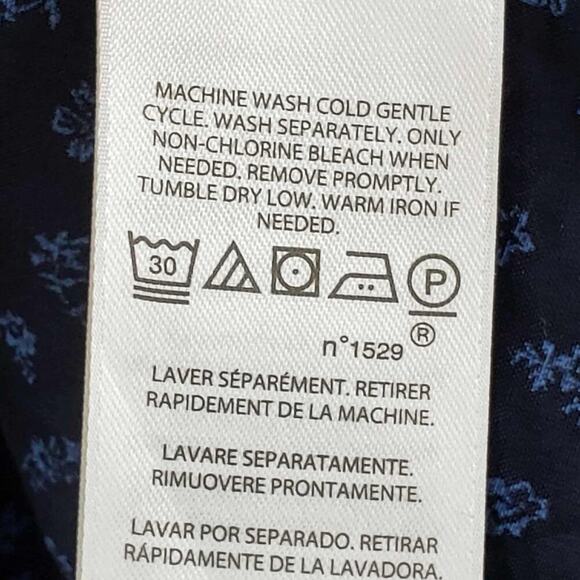 MACHINE WASH COLD GENTLE
CYCLE. WASH SEPARATELY. ONLY
NON-CHLORINE BLEACH WHEN
NEEDED. REMOVE PROMPTLY.
TUMBLE DRY LOW. WARM IRON IF
NEEDED.
30 P
®
n°1529
LAVER SÉPARÉMENT. RETIRER
RAPIDEMENT DE LA MACHINE.
LAVARE SEPARATAMENTE.
RIMUOVERE PRONTAMENTE.
LAVAR POR SEPARADO. RETIRAR
RÁPIDAMENTE DE LA LAVADORA.